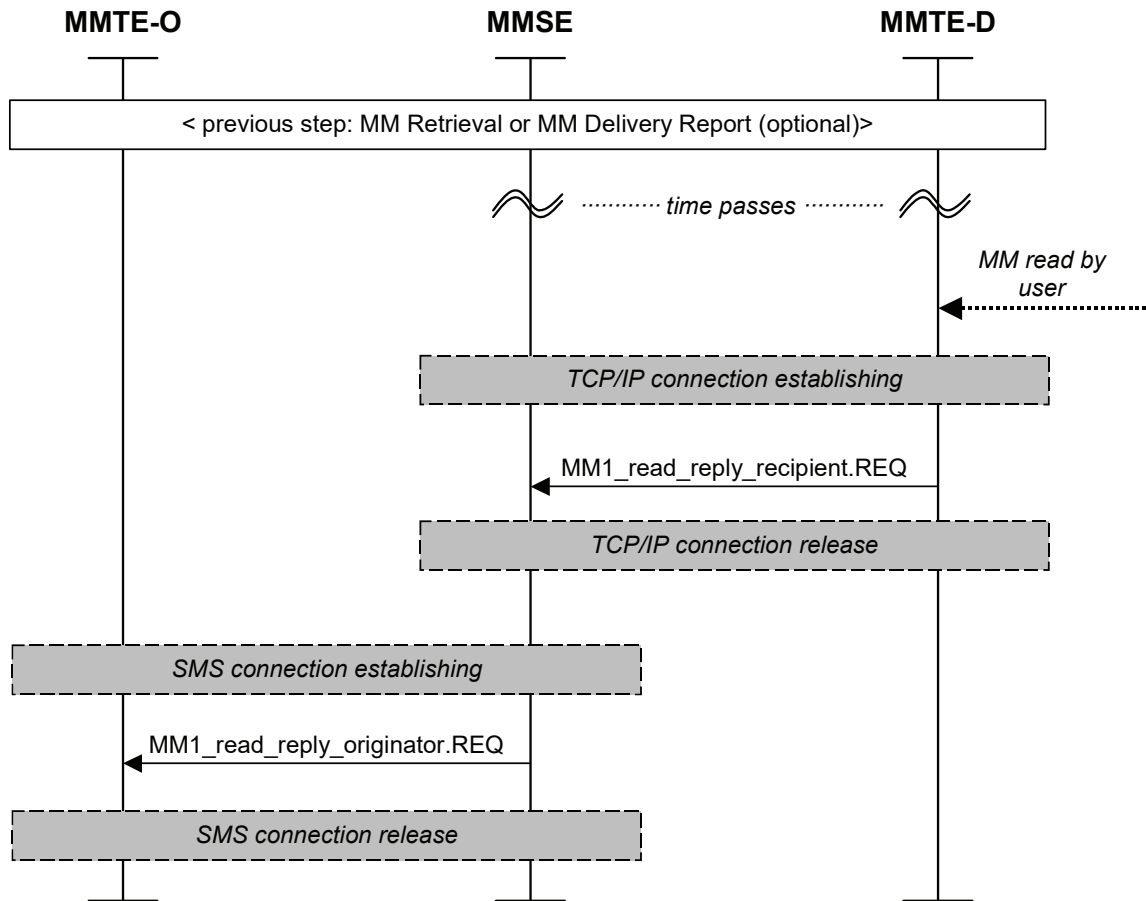 MMTE-O MMSE MMTE-D
< previous step: MM Retrieval or MM Delivery Report (optional)>
time passes
MM read by
user
TCP/IP connection establishing
MM1_read_reply_recipient.REQ
TCP/IP connection release
SMS connection establishing
MM1_read_reply_originator.REQ
SMS connection release